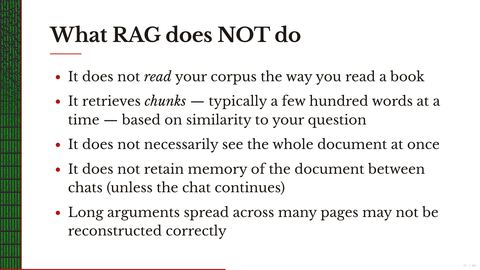 What RAG does NOT do
• It does not read your corpus the way you read a book
• It retrieves chunks — typically a few hundred words at a
time — based on similarity to your question
• It does not necessarily see the whole document at once
• It does not retain memory of the document between
chats (unless the chat continues)
• Long arguments spread across many pages may not be
reconstructed correctly